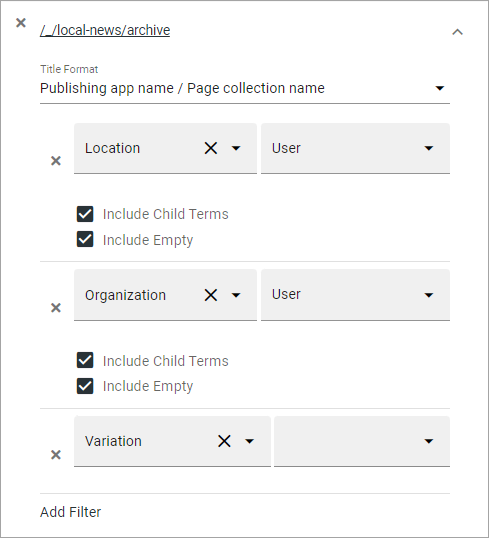 /_/local-news/archive
Title Format
Publishing app name / Page collection name
Location User
Include Child Terms
Include Empty
Organization User
Include Child Terms
Include Empty
Variation
Add Filter